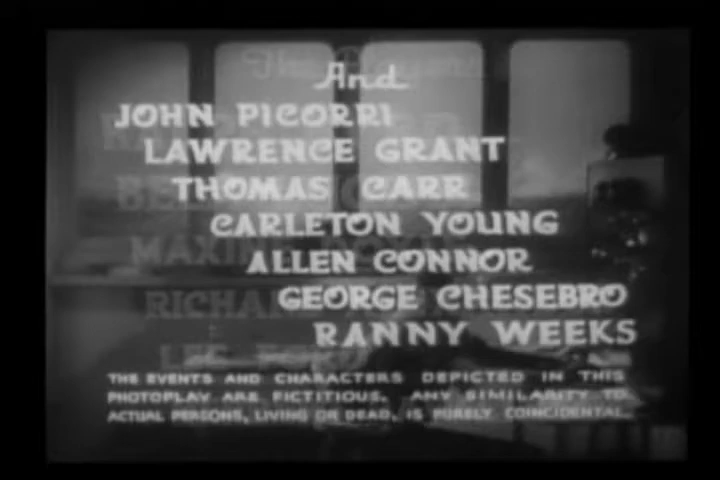 And
JOHN PICORRI
LAWRENCE GRANT
THOMAS CARR
CARLETON YOUNG
ALLEN CONNOR
GEORGE CHESEBRO
RANNY WEEKS
THE EVENTS AND CHARACTERS DEPICTED IN THIS
PHOTOPLAY ARE FICTITIOUS. ANY SIMILARITY TO
ACTUAL PERSONS, LIVING OR DEAD, IS PURELY COINCIDENTAL.